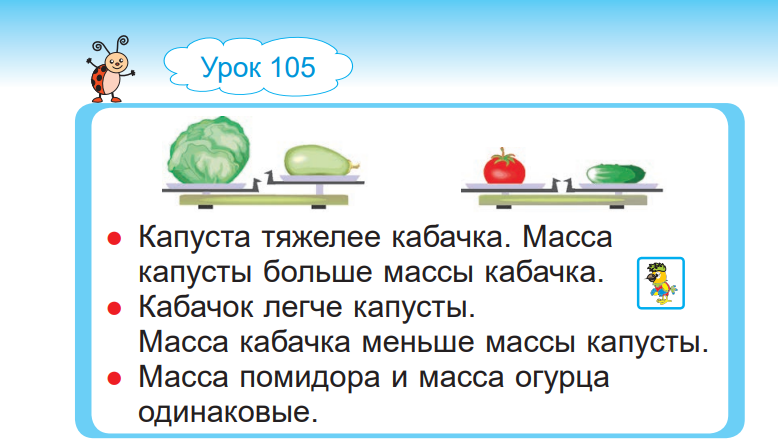 Урок 105
Капуста тяжелее кабачка. Масса
капусты больше массы кабачка.
Кабачок легче капусты.
Масса кабачка меньше массы капусты.
Масса помидора и масса огурца
одинаковые.